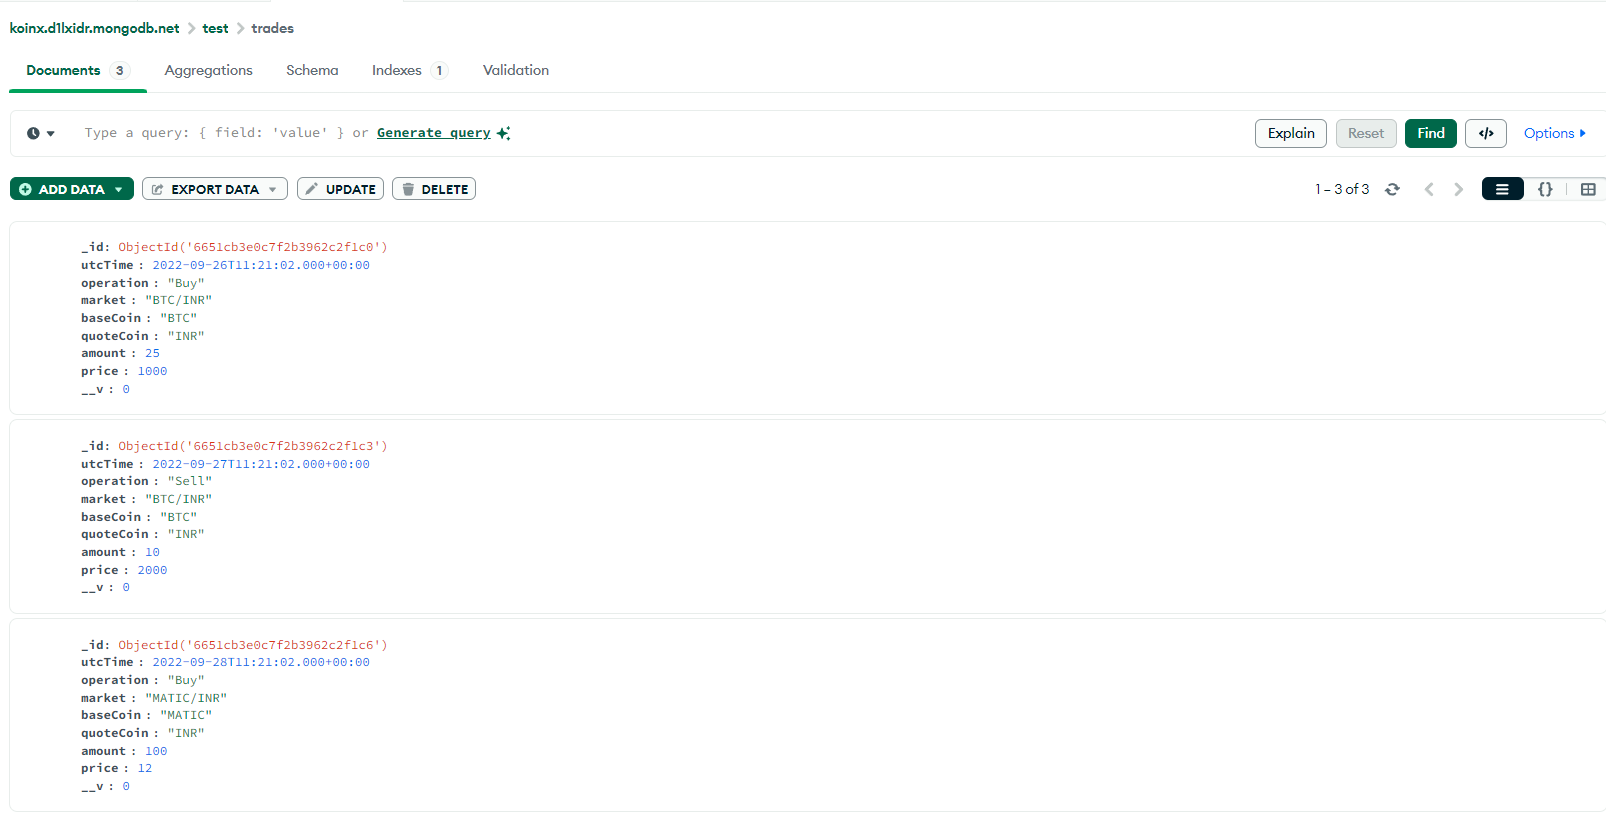 koinx.d1lxidr.mongodb.net > test > trades
Documents 3 Aggregations Schema Indexes 1 Validation
Type a query: { field: 'value' } or Generate query
Explain Reset Find </> Options
ADD DATA EXPORT DATA UPDATE DELETE 1 – 3 of 3 {}
_id: ObjectId('6651cb3e0c7f2b3962c2f1c0')
utcTime : 2022-09-26T11:21:02.000+00:00
operation : "Buy"
market : "BTC/INR"
baseCoin : "BTC"
quoteCoin : "INR"
amount : 25
price : 1000
__v : 0
_id: ObjectId('6651cb3e0c7f2b3962c2f1c3')
utcTime : 2022-09-27T11:21:02.000+00:00
operation : "Sell"
market : "BTC/INR"
baseCoin : "BTC"
quoteCoin : "INR"
amount : 10
price : 2000
__v : 0
_id: ObjectId('6651cb3e0c7f2b3962c2f1c6')
utcTime : 2022-09-28T11:21:02.000+00:00
operation : "Buy"
market : "MATIC/INR"
baseCoin : "MATIC"
quoteCoin : "INR"
amount : 100
price : 12
__v : 0